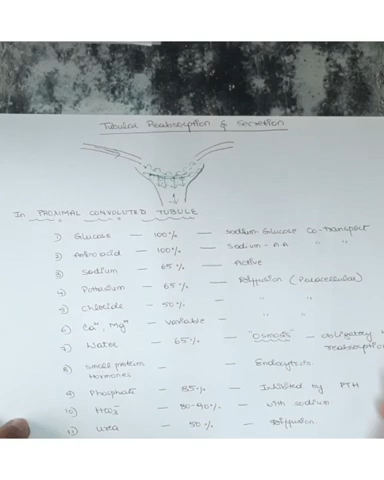 Tubular Reabsorption & Secretion
In PROXIMAL CONVOLUTED TUBULE
1) Glucose — 100% — Sodium-Glucose Co-transport
2) Amino acid — 100% — Sodium - A.A " "
3) Sodium — 65% — Active
4) Potassium — 65% — Diffusion (Paracellular)
5) Chloride — 50% — " "
6) Ca++, Mg++ — Variable — " "
7) Water — 65% — "Osmosis" — Obligatory reabsorption
8) Small protein Hormones — — Endocytosis.
9) Phosphate — 85% — Inhibited by PTH
10) HCO3- — 80-90% — with sodium
11) Urea — 50% — Diffusion.